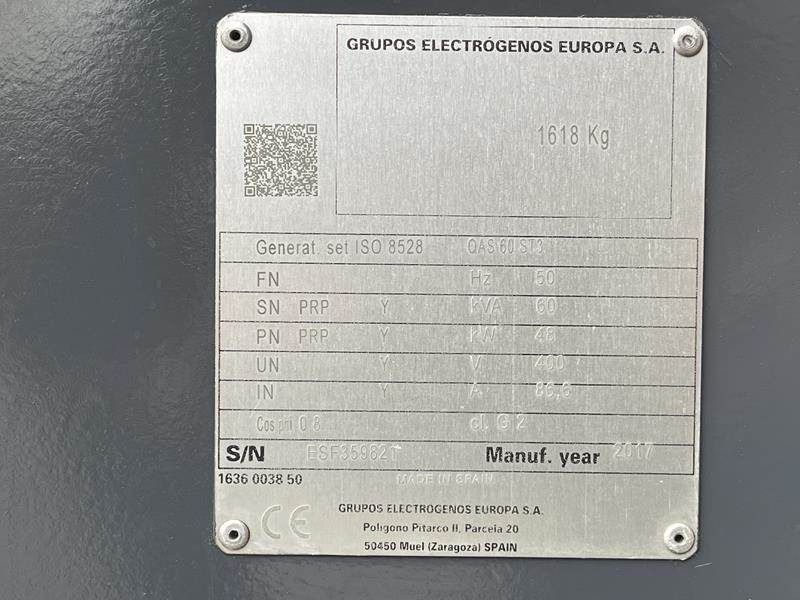 GRUPOS ELECTRÓGENOS EUROPA S.A.
1618 Kg
Generat. set ISO 8528 QAS 60 ST3
FN Hz 50
SN PRP Y KVA 60
PN PRP Y KW 48
UN Y V 400
IN Y A 86,6
Cos phi 0.8 cl. G 2
S/N ESF359621 Manuf. year 2017
1636 0038 50 MADE IN SPAIN
CE GRUPOS ELECTROGENOS EUROPA S.A.
Poligono Pitarco II, Parcela 20
50450 Muel (Zaragoza) SPAIN